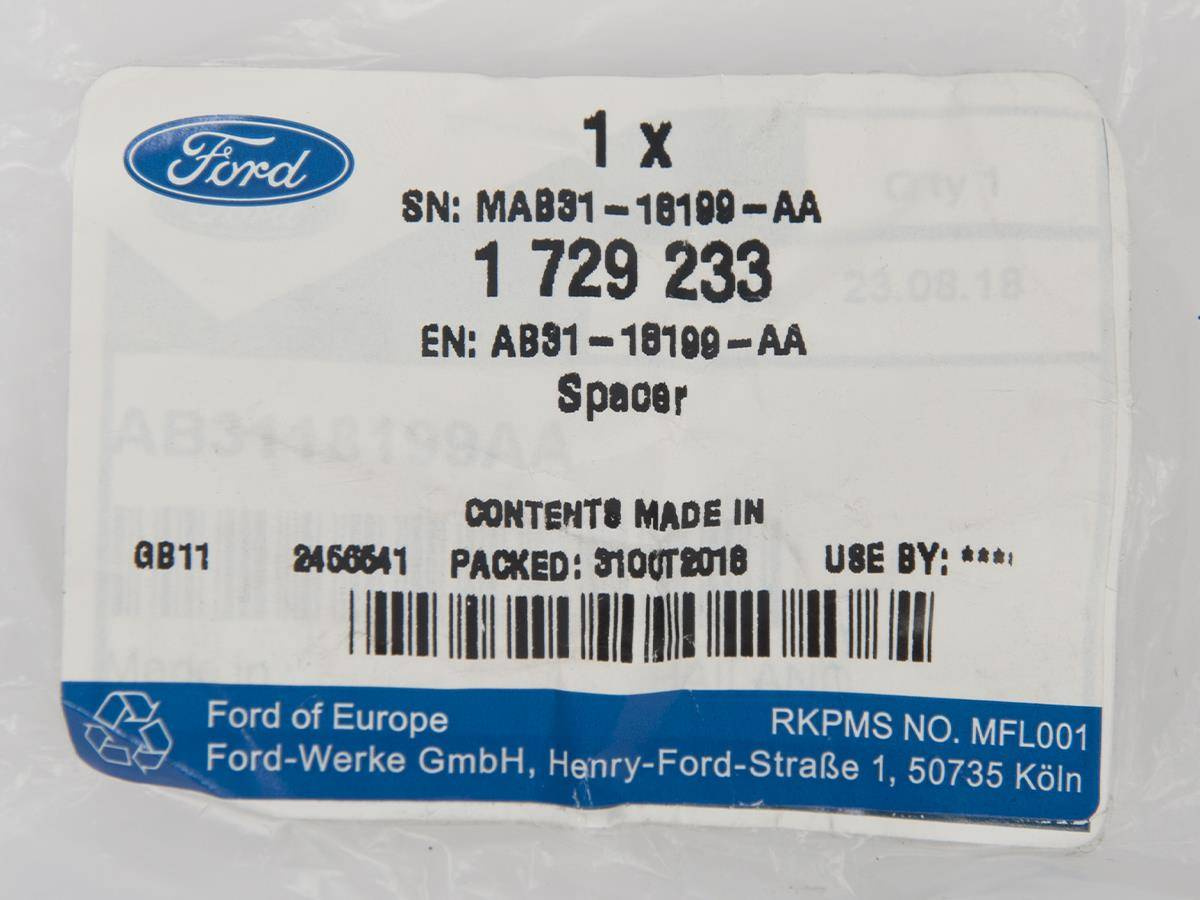 Ford
1 x
SN: MAB31-18199-AA
1 729 233
EN: AB31-18199-AA
Spacer
Qty 1
23.08.18
AB3118199AA
CONTENTS MADE IN
GB11 2456541 PACKED: 31OCT2018 USE BY: ****
Made in
Ford of Europe RKPMS NO. MFL001
Ford-Werke GmbH, Henry-Ford-Straße 1, 50735 Köln